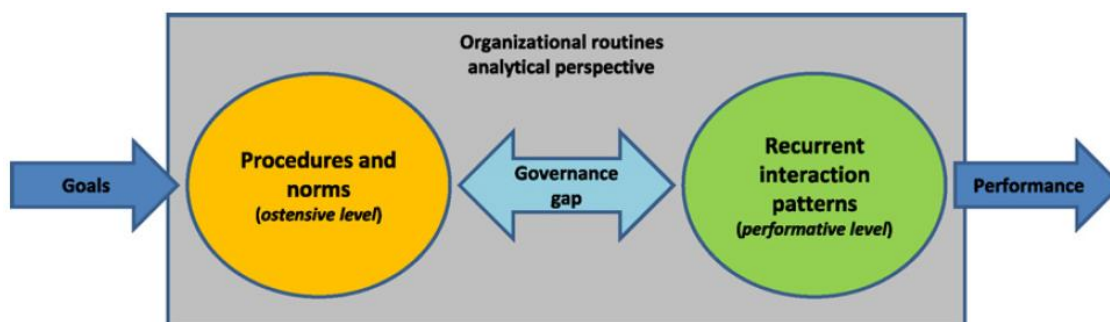 Organizational routines
analytical perspective
Goals
Procedures and
norms
(ostensive level)
Governance
gap
Recurrent
interaction
patterns
(performative level)
Performance